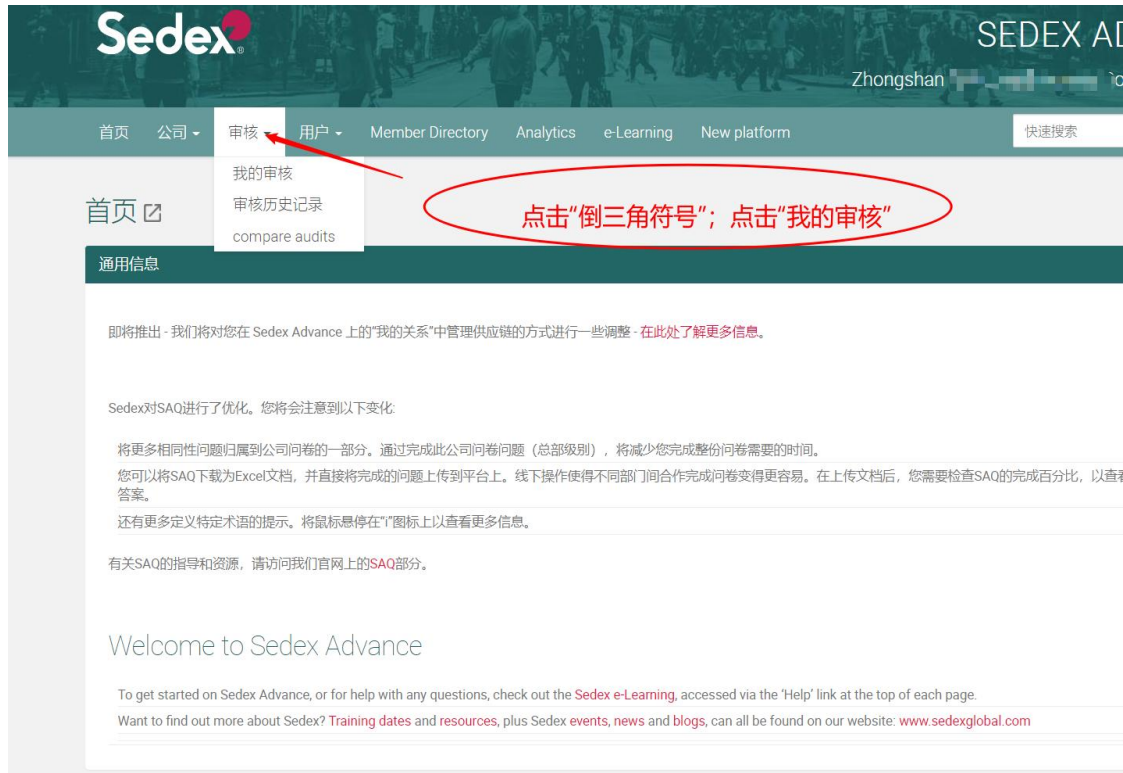 Sedex
SEDEX AD
Zhongshan
首页 公司 审核 用户 Member Directory Analytics e-Learning New platform 快速搜索
我的审核
审核历史记录
compare audits
首页
点击“倒三角符号”；点击“我的审核”
通用信息
即将推出 - 我们将对您在 Sedex Advance 上的“我的关系”中管理供应链的方式进行一些调整 - 在此处了解更多信息。
Sedex对SAQ进行了优化。您将会注意到以下变化:
将更多相同性问题归属到公司问卷的一部分。通过完成此公司问卷问题（总部级别），将减少您完成整份问卷需要的时间。
您可以将SAQ下载为Excel文档，并直接将完成的问题上传到平台上。线下操作使得不同部门间合作完成问卷变得更容易。在上传文档后，您需要检查SAQ的完成百分比，以查看
答案。
还有更多定义特定术语的提示。将鼠标悬停在“i”图标上以查看更多信息。
有关SAQ的指导和资源，请访问我们官网上的SAQ部分。
Welcome to Sedex Advance
To get started on Sedex Advance, or for help with any questions, check out the Sedex e-Learning, accessed via the ‘Help’ link at the top of each page.
Want to find out more about Sedex? Training dates and resources, plus Sedex events, news and blogs, can all be found on our website: www.sedexglobal.com